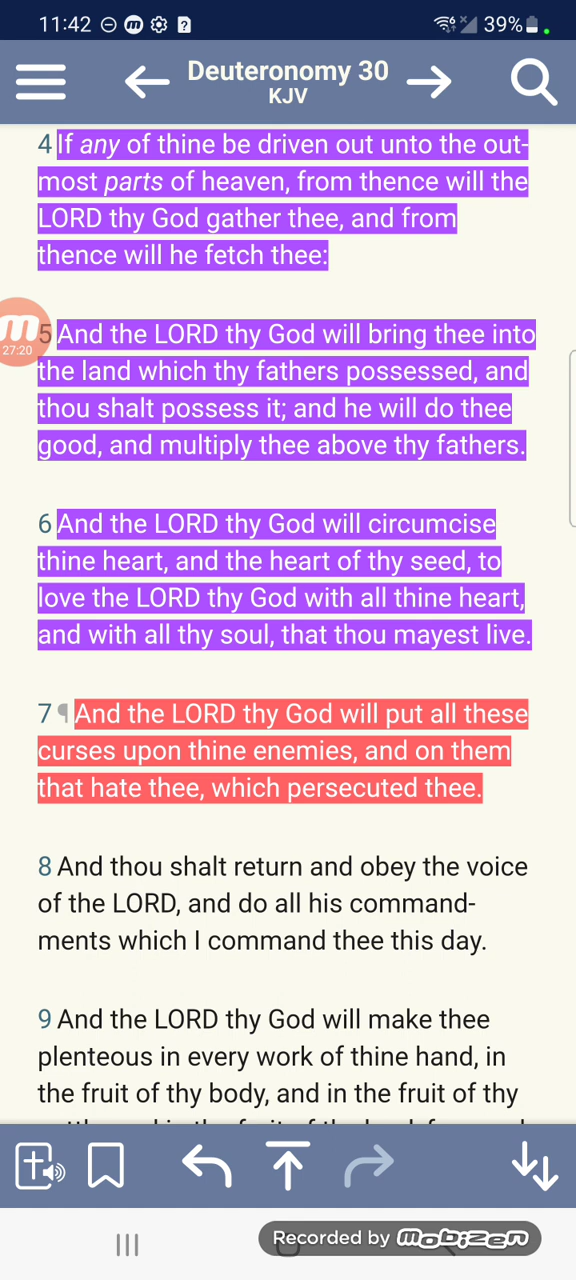 11:42 39%
Deuteronomy 30
KJV
4 If any of thine be driven out unto the out-
most parts of heaven, from thence will the
LORD thy God gather thee, and from
thence will he fetch thee:
27:20
5 And the LORD thy God will bring thee into
the land which thy fathers possessed, and
thou shalt possess it; and he will do thee
good, and multiply thee above thy fathers.
6 And the LORD thy God will circumcise
thine heart, and the heart of thy seed, to
love the LORD thy God with all thine heart,
and with all thy soul, that thou mayest live.
7 ¶ And the LORD thy God will put all these
curses upon thine enemies, and on them
that hate thee, which persecuted thee.
8 And thou shalt return and obey the voice
of the LORD, and do all his command-
ments which I command thee this day.
9 And the LORD thy God will make thee
plenteous in every work of thine hand, in
the fruit of thy body, and in the fruit of thy
Recorded by Mobizen